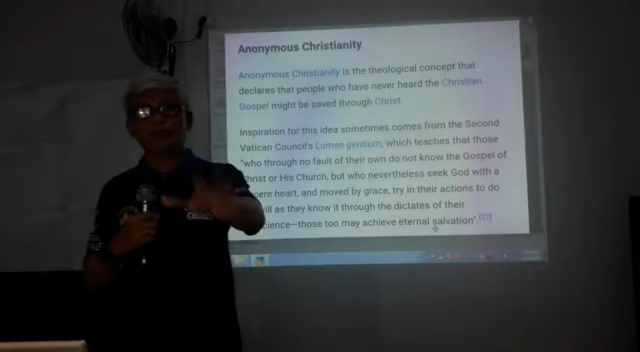 Anonymous Christianity
Anonymous Christianity is the theological concept that
declares that people who have never heard the Christian
Gospel might be saved through Christ.
Inspiration for this idea sometimes comes from the Second
Vatican Council's Lumen gentium, which teaches that those
"who through no fault of their own do not know the Gospel of
Christ or His Church, but who nevertheless seek God with a
cere heart, and moved by grace, try in their actions to do
ill as they know it through the dictates of their
cience—those too may achieve eternal salvation".[57]